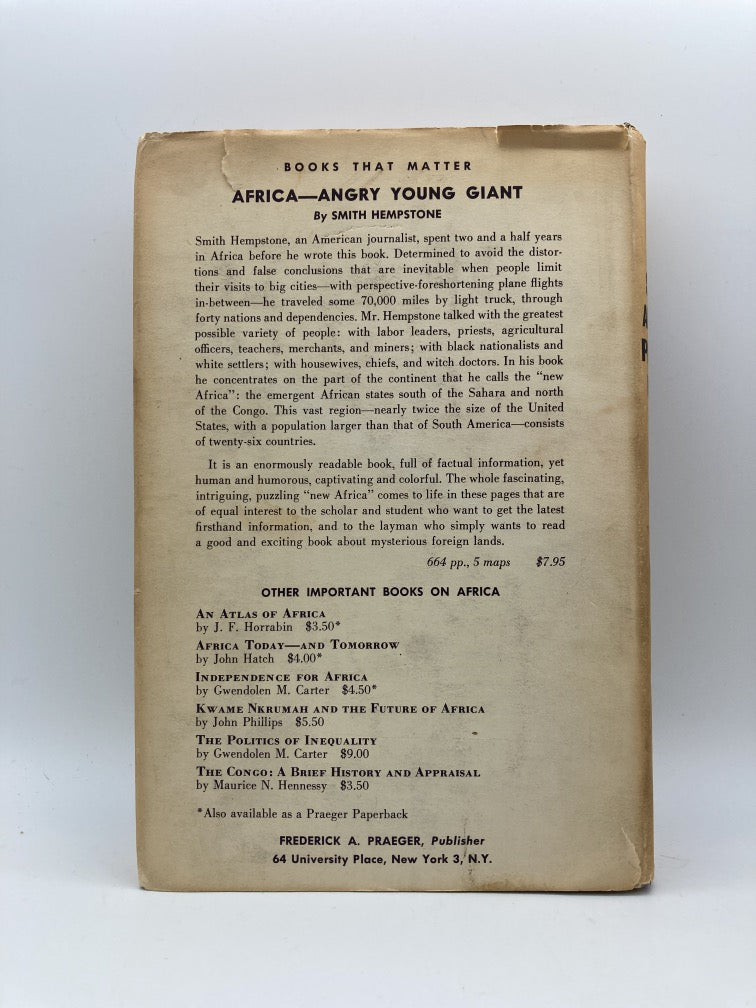 BOOKS THAT MATTER
AFRICA—ANGRY YOUNG GIANT
By SMITH HEMPSTONE
Smith Hempstone, an American journalist, spent two and a half years
in Africa before he wrote this book. Determined to avoid the distor-
tions and false conclusions that are inevitable when people limit
their visits to big cities—with perspective-foreshortening plane flights
in-between—he traveled some 70,000 miles by light truck, through
forty nations and dependencies. Mr. Hempstone talked with the greatest
possible variety of people: with labor leaders, priests, agricultural
officers, teachers, merchants, and miners; with black nationalists and
white settlers; with housewives, chiefs, and witch doctors. In his book
he concentrates on the part of the continent that he calls the “new
Africa”: the emergent African states south of the Sahara and north
of the Congo. This vast region—nearly twice the size of the United
States, with a population larger than that of South America—consists
of twenty-six countries.
It is an enormously readable book, full of factual information, yet
human and humorous, captivating and colorful. The whole fascinating,
intriguing, puzzling “new Africa” comes to life in these pages that are
of equal interest to the scholar and student who want to get the latest
firsthand information, and to the layman who simply wants to read
a good and exciting book about mysterious foreign lands.
664 pp., 5 maps $7.95
OTHER IMPORTANT BOOKS ON AFRICA
AN ATLAS OF AFRICA
by J. F. Horrabin $3.50*
AFRICA TODAY—AND TOMORROW
by John Hatch $4.00*
INDEPENDENCE FOR AFRICA
by Gwendolen M. Carter $4.50*
KWAME NKRUMAH AND THE FUTURE OF AFRICA
by John Phillips $5.50
THE POLITICS OF INEQUALITY
by Gwendolen M. Carter $9.00
THE CONGO: A BRIEF HISTORY AND APPRAISAL
by Maurice N. Hennessy $3.50
*Also available as a Praeger Paperback
FREDERICK A. PRAEGER, Publisher
64 University Place, New York 3, N.Y.